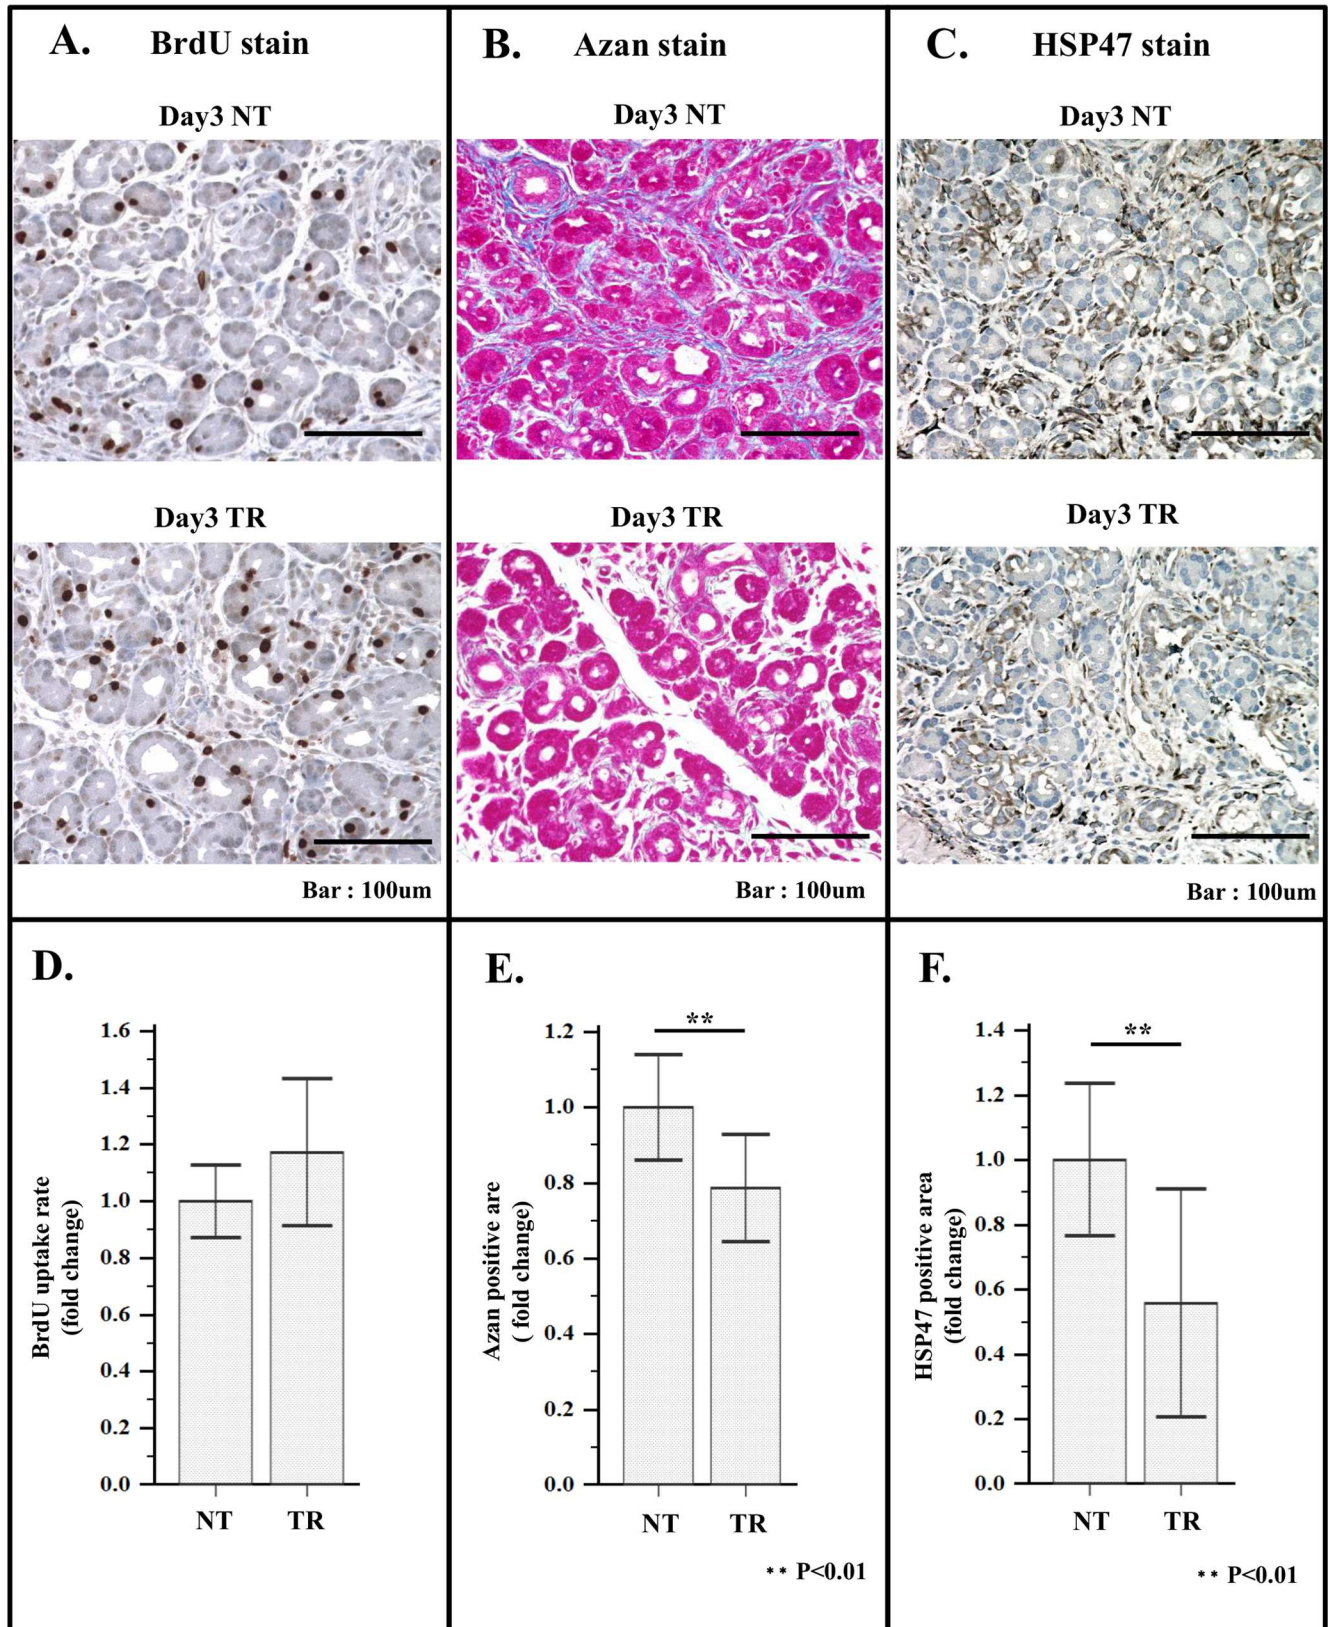 A. BrdU stain
Day3 NT
Day3 TR
Bar : 100um
B. Azan stain
Day3 NT
Day3 TR
Bar : 100um
C. HSP47 stain
Day3 NT
Day3 TR
Bar : 100um
D.
BrdU uptake rate
(fold change)
1.6
1.4
1.2
1.0
0.8
0.6
0.4
0.2
0.0
NT TR
E.
Azan positive are
( fold change)
1.2
1.0
0.8
0.6
0.4
0.2
0.0
**
NT TR
** P<0.01
F.
HSP47 positive area
(fold change)
1.4
1.2
1.0
0.8
0.6
0.4
0.2
0.0
**
NT TR
** P<0.01